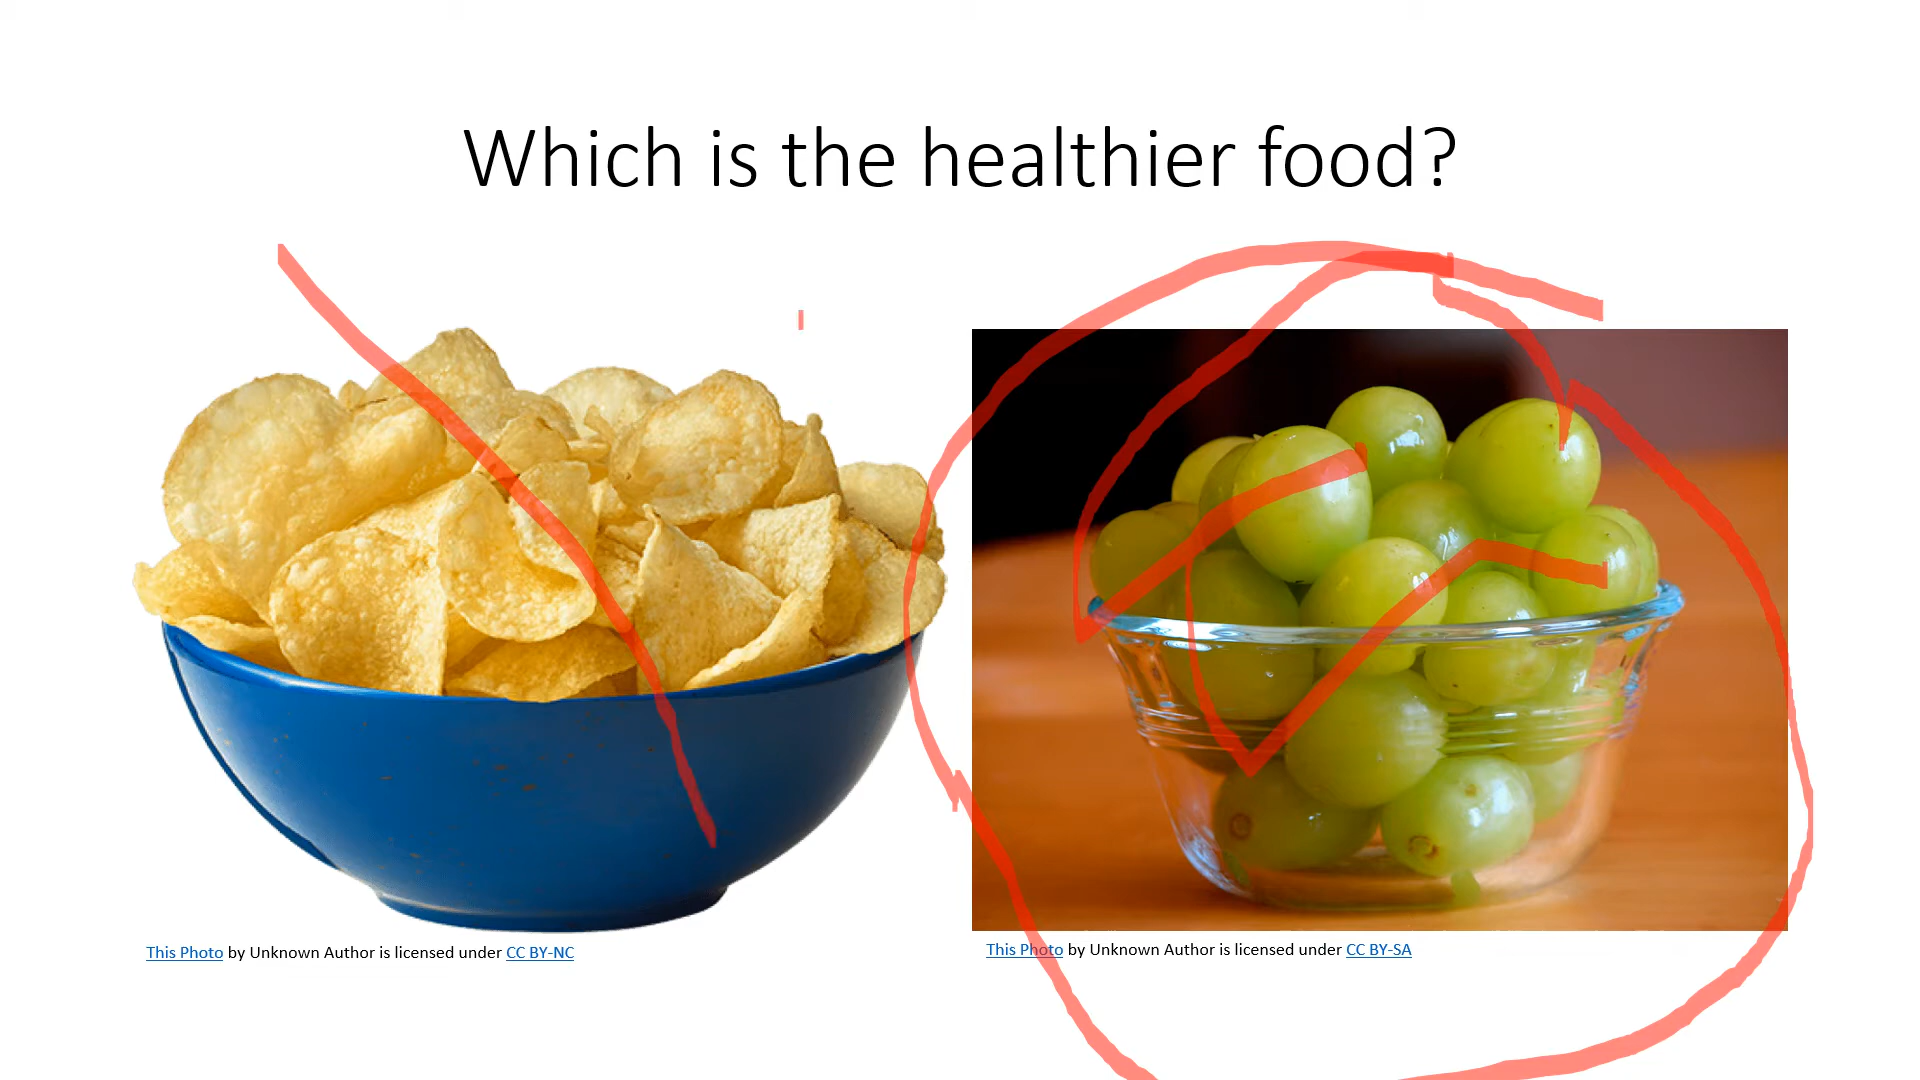 Which is the healthier food?
This Photo by Unknown Author is licensed under CC BY-NC
This Photo by Unknown Author is licensed under CC BY-SA